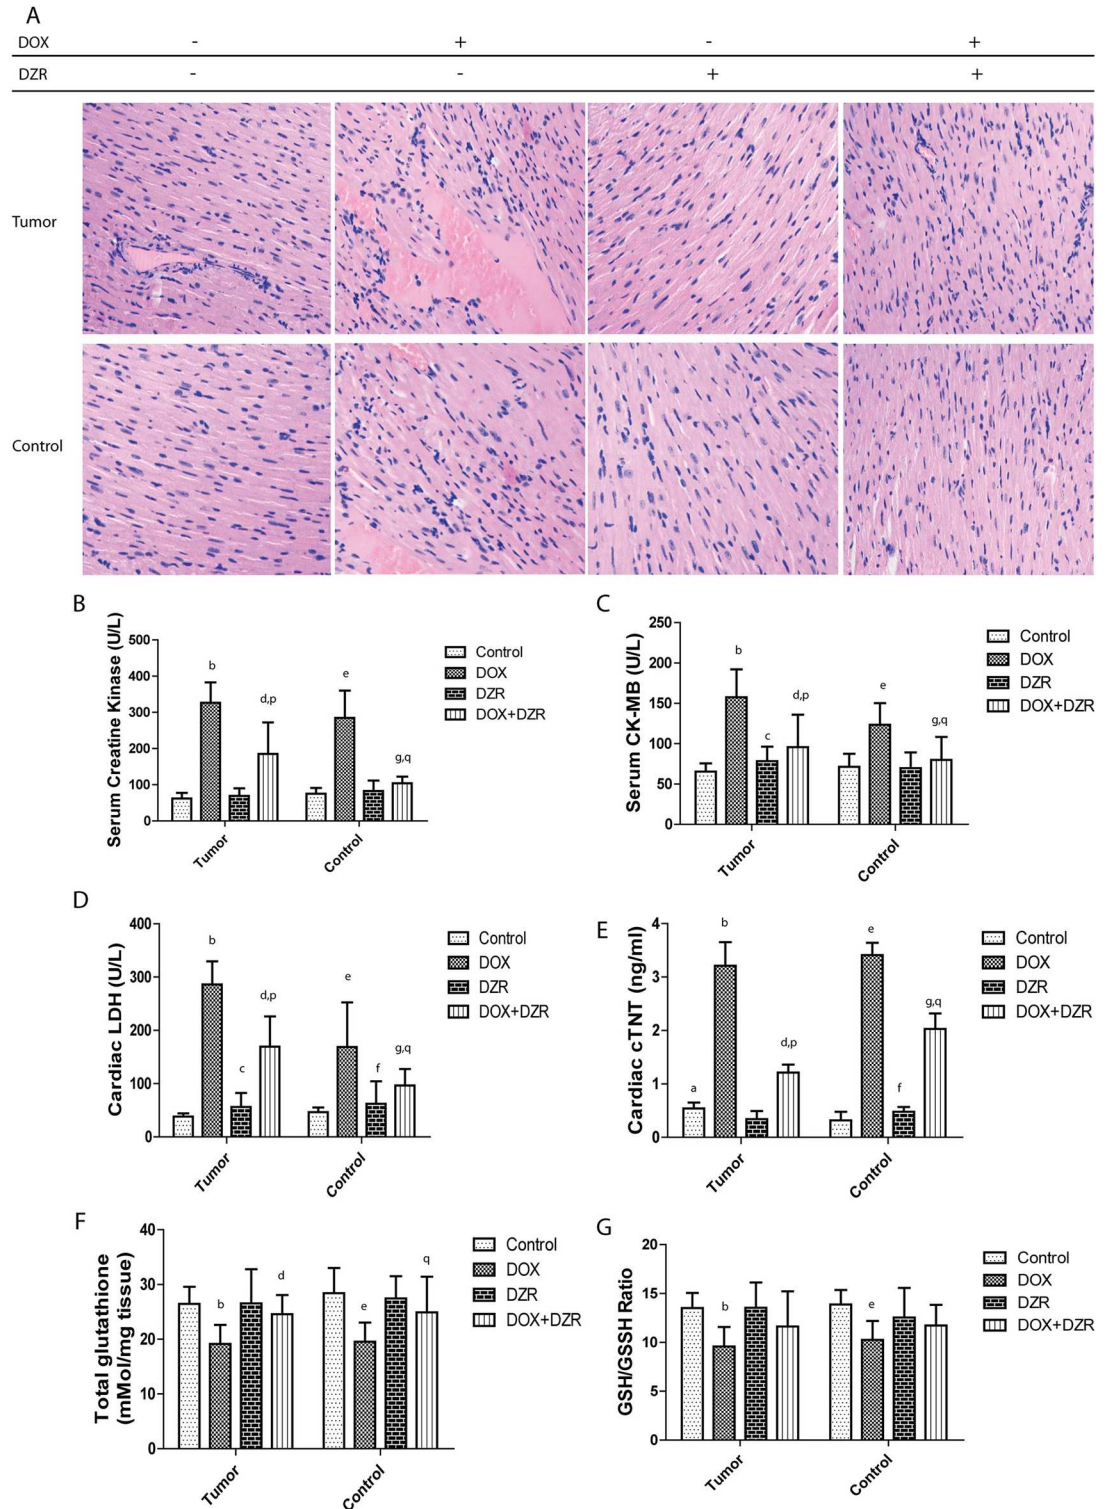 A
DOX - + - +
DZR - - + +
Tumor
Control
B
Serum Creatine Kinase (U/L)
500
400
300
200
100
0
b
d,p
e
g,q
Tumor
Control
Control
DOX
DZR
DOX+DZR
C
Serum CK-MB (U/L)
250
200
150
100
50
0
b
c
d,p
e
g,q
Tumor
Control
Control
DOX
DZR
DOX+DZR
D
Cardiac LDH (U/L)
400
300
200
100
0
b
c
d,p
e
f
g,q
Tumor
Control
Control
DOX
DZR
DOX+DZR
E
Cardiac cTNT (ng/ml)
4
3
2
1
0
a
b
d,p
e
f
g,q
Tumor
Control
Control
DOX
DZR
DOX+DZR
F
Total glutathione
(mMol/mg tissue)
40
30
20
10
0
b
d
e
q
Tumor
Control
Control
DOX
DZR
DOX+DZR
G
GSH/GSSH Ratio
20
15
10
5
0
b
e
Tumor
Control
Control
DOX
DZR
DOX+DZR